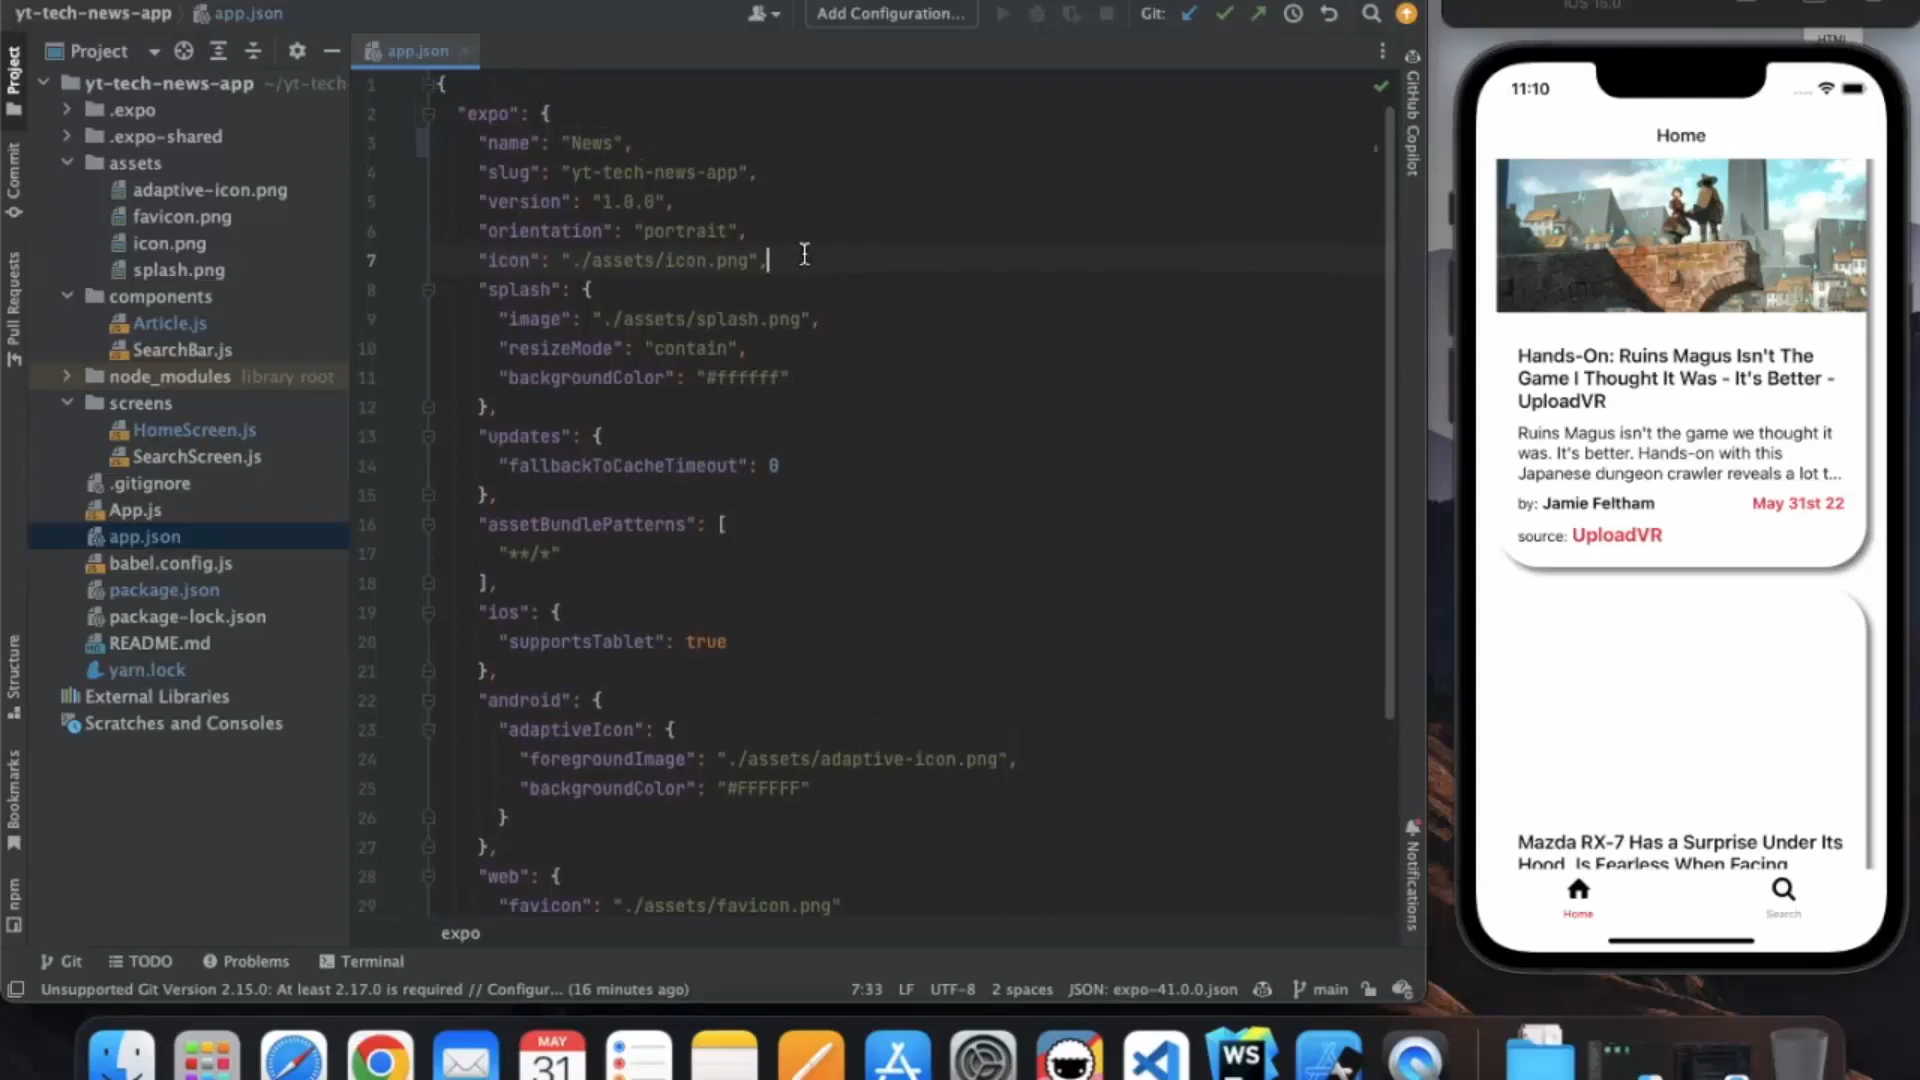 yt-tech-news-app
app.json
Add Configuration...
Git:
iOS 15.0
HTML
Project
Project
Commit
Pull Requests
Structure
Bookmarks
npm
yt-tech-news-app ~/yt-tech
.expo
.expo-shared
assets
adaptive-icon.png
favicon.png
icon.png
splash.png
components
Article.js
SearchBar.js
node_modules library root
screens
HomeScreen.js
SearchScreen.js
.gitignore
App.js
app.json
babel.config.js
package.json
package-lock.json
README.md
yarn.lock
External Libraries
Scratches and Consoles
app.json
1 {
2 "expo": {
3 "name": "News",
4 "slug": "yt-tech-news-app",
5 "version": "1.0.0",
6 "orientation": "portrait",
7 "icon": "./assets/icon.png",
8 "splash": {
9 "image": "./assets/splash.png",
10 "resizeMode": "contain",
11 "backgroundColor": "#ffffff"
12 },
13 "updates": {
14 "fallbackToCacheTimeout": 0
15 },
16 "assetBundlePatterns": [
17 "**/*"
18 ],
19 "ios": {
20 "supportsTablet": true
21 },
22 "android": {
23 "adaptiveIcon": {
24 "foregroundImage": "./assets/adaptive-icon.png",
25 "backgroundColor": "#FFFFFF"
26 }
27 },
28 "web": {
29 "favicon": "./assets/favicon.png"
expo
GitHub Copilot
Notifications
Git
TODO
Problems
Terminal
Unsupported Git Version 2.15.0: At least 2.17.0 is required // Configur... (16 minutes ago)
7:33 LF UTF-8 2 spaces JSON: expo-41.0.0.json main
11:10
Home
Hands-On: Ruins Magus Isn't The
Game I Thought It Was - It's Better -
UploadVR
Ruins Magus isn't the game we thought it
was. It's better. Hands-on with this
Japanese dungeon crawler reveals a lot t...
by: Jamie Feltham May 31st 22
source: UploadVR
Mazda RX-7 Has a Surprise Under Its
Hood, Is Fearless When Facing
Home
Search
MAY
31
WS